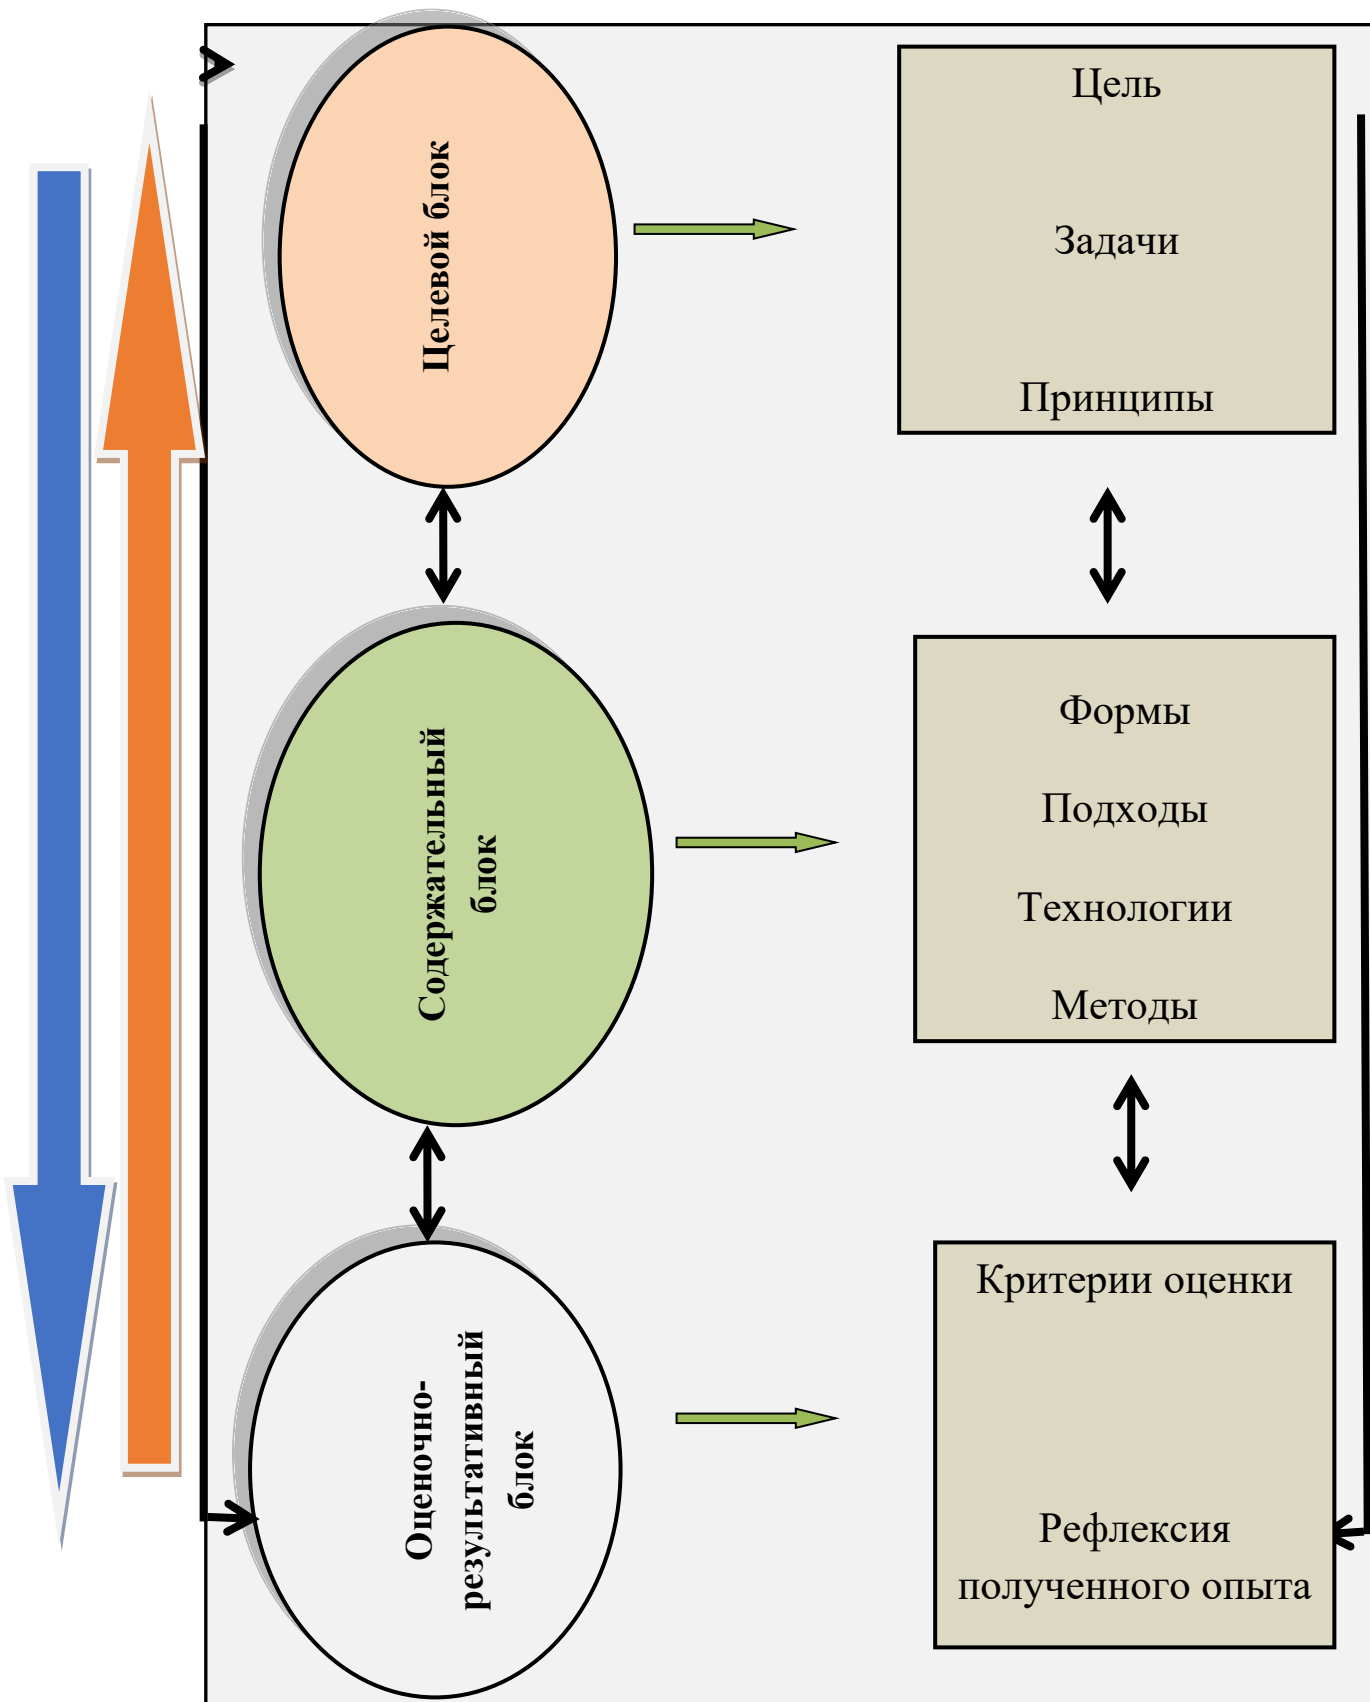 Целевой блок
Цель
Задачи
Принципы
Содержательный
блок
Формы
Подходы
Технологии
Методы
Оценочно-
результативный
блок
Критерии оценки
Рефлексия
полученного опыта